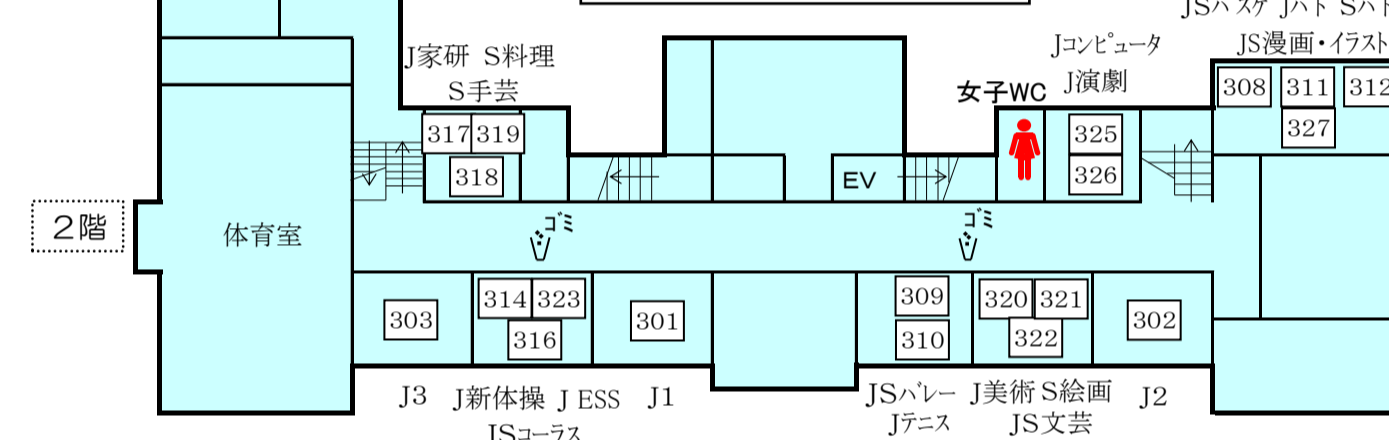 JSバスケ Jバト Sバト
J家研 S料理
S手芸
Jコンピュータ
J演劇
JS漫画・イラスト
女子WC
308 311 312
327
317 319
318
325
326
EV
2階
体育室
ゴミ
ゴミ
303
314 323
316
301
309
310
320 321
322
302
J3
J新体操 J ESS
JSコーラス
J1
JSバレー
Jテニス
J美術 S絵画
JS文芸
J2